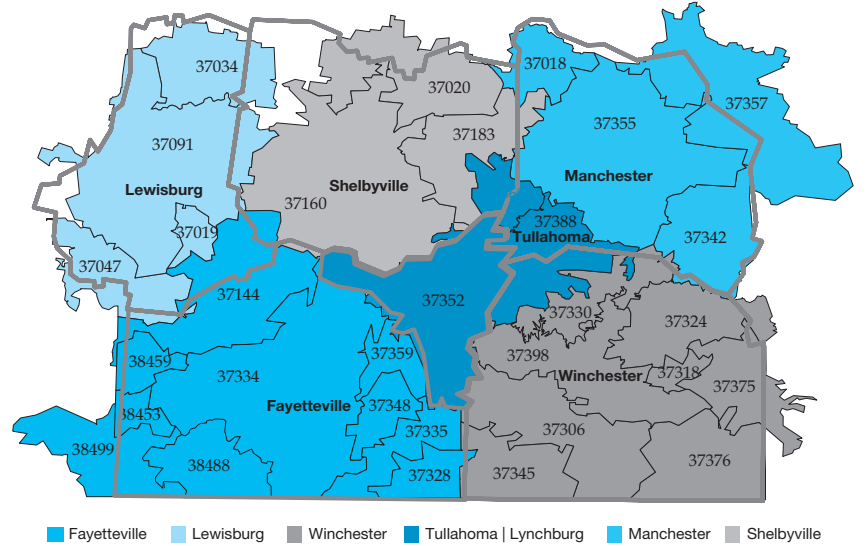 37034
37020
37018
37357
37355
37183
37091
Lewisburg
Shelbyville
Manchester
37160
37019
37388
Tullahoma
37342
37047
37144
37352
37330
37324
38459
37359
37398
37334
Winchester
37318
37375
Fayetteville
37348
38453
37335
37306
38499
38488
37328
37345
37376
Fayetteville
Lewisburg
Winchester
Tullahoma | Lynchburg
Manchester
Shelbyville